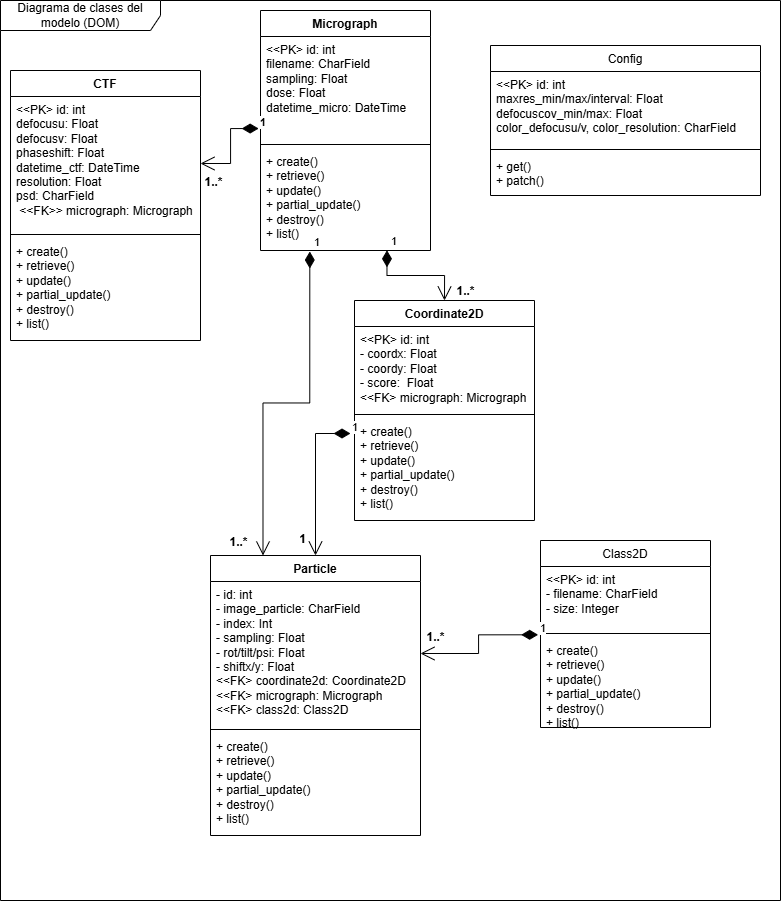 Diagrama de clases del
modelo (DOM)
Micrograph
<<PK> id: int
filename: CharField
sampling: Float
dose: Float
datetime_micro: DateTime
+ create()
+ retrieve()
+ update()
+ partial_update()
+ destroy()
+ list()
Config
<<PK> id: int
maxres_min/max/interval: Float
defocuscov_min/max: Float
color_defocusu/v, color_resolution: CharField
+ get()
+ patch()
CTF
<<PK> id: int
defocusu: Float
defocusv: Float
phaseshift: Float
datetime_ctf: DateTime
resolution: Float
psd: CharField
<<FK>> micrograph: Micrograph
+ create()
+ retrieve()
+ update()
+ partial_update()
+ destroy()
+ list()
1
1..*
1
1
1..*
Coordinate2D
<<PK> id: int
- coordx: Float
- coordy: Float
- score: Float
<<FK> micrograph: Micrograph
+ create()
+ retrieve()
+ update()
+ partial_update()
+ destroy()
+ list()
1
1..*
1
Particle
- id: int
- image_particle: CharField
- index: Int
- sampling: Float
- rot/tilt/psi: Float
- shiftx/y: Float
<<FK> coordinate2d: Coordinate2D
<<FK> micrograph: Micrograph
<<FK> class2d: Class2D
+ create()
+ retrieve()
+ update()
+ partial_update()
+ destroy()
+ list()
1..*
1
Class2D
<<PK> id: int
- filename: CharField
- size: Integer
+ create()
+ retrieve()
+ update()
+ partial_update()
+ destroy()
+ list()